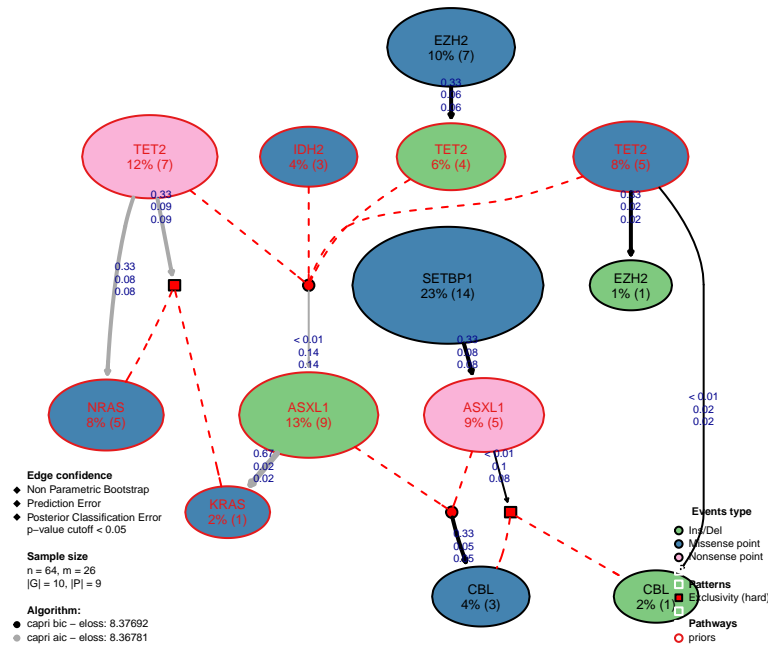 EZH2
10% (7)
0.33
0.06
0.06
TET2
12% (7)
IDH2
4% (3)
TET2
6% (4)
TET2
8% (5)
0.33
0.09
0.09
0.33
0.02
0.02
0.33
0.08
0.08
SETBP1
23% (14)
EZH2
1% (1)
< 0.01
0.14
0.14
0.33
0.08
0.08
NRAS
8% (5)
ASXL1
13% (9)
ASXL1
9% (5)
< 0.01
0.02
0.02
0.67
0.02
0.02
< 0.01
0.1
0.08
KRAS
2% (1)
0.33
0.05
0.05
CBL
4% (3)
CBL
2% (1)
Edge confidence
Non Parametric Bootstrap
Prediction Error
Posterior Classification Error
p−value cutoff < 0.05
Sample size
n = 64, m = 26
|G| = 10, |P| = 9
Algorithm:
capri bic − eloss: 8.37692
capri aic − eloss: 8.36781
Events type
Ins/Del
Missense point
Nonsense point
Patterns
Exclusivity (hard)
Pathways
priors